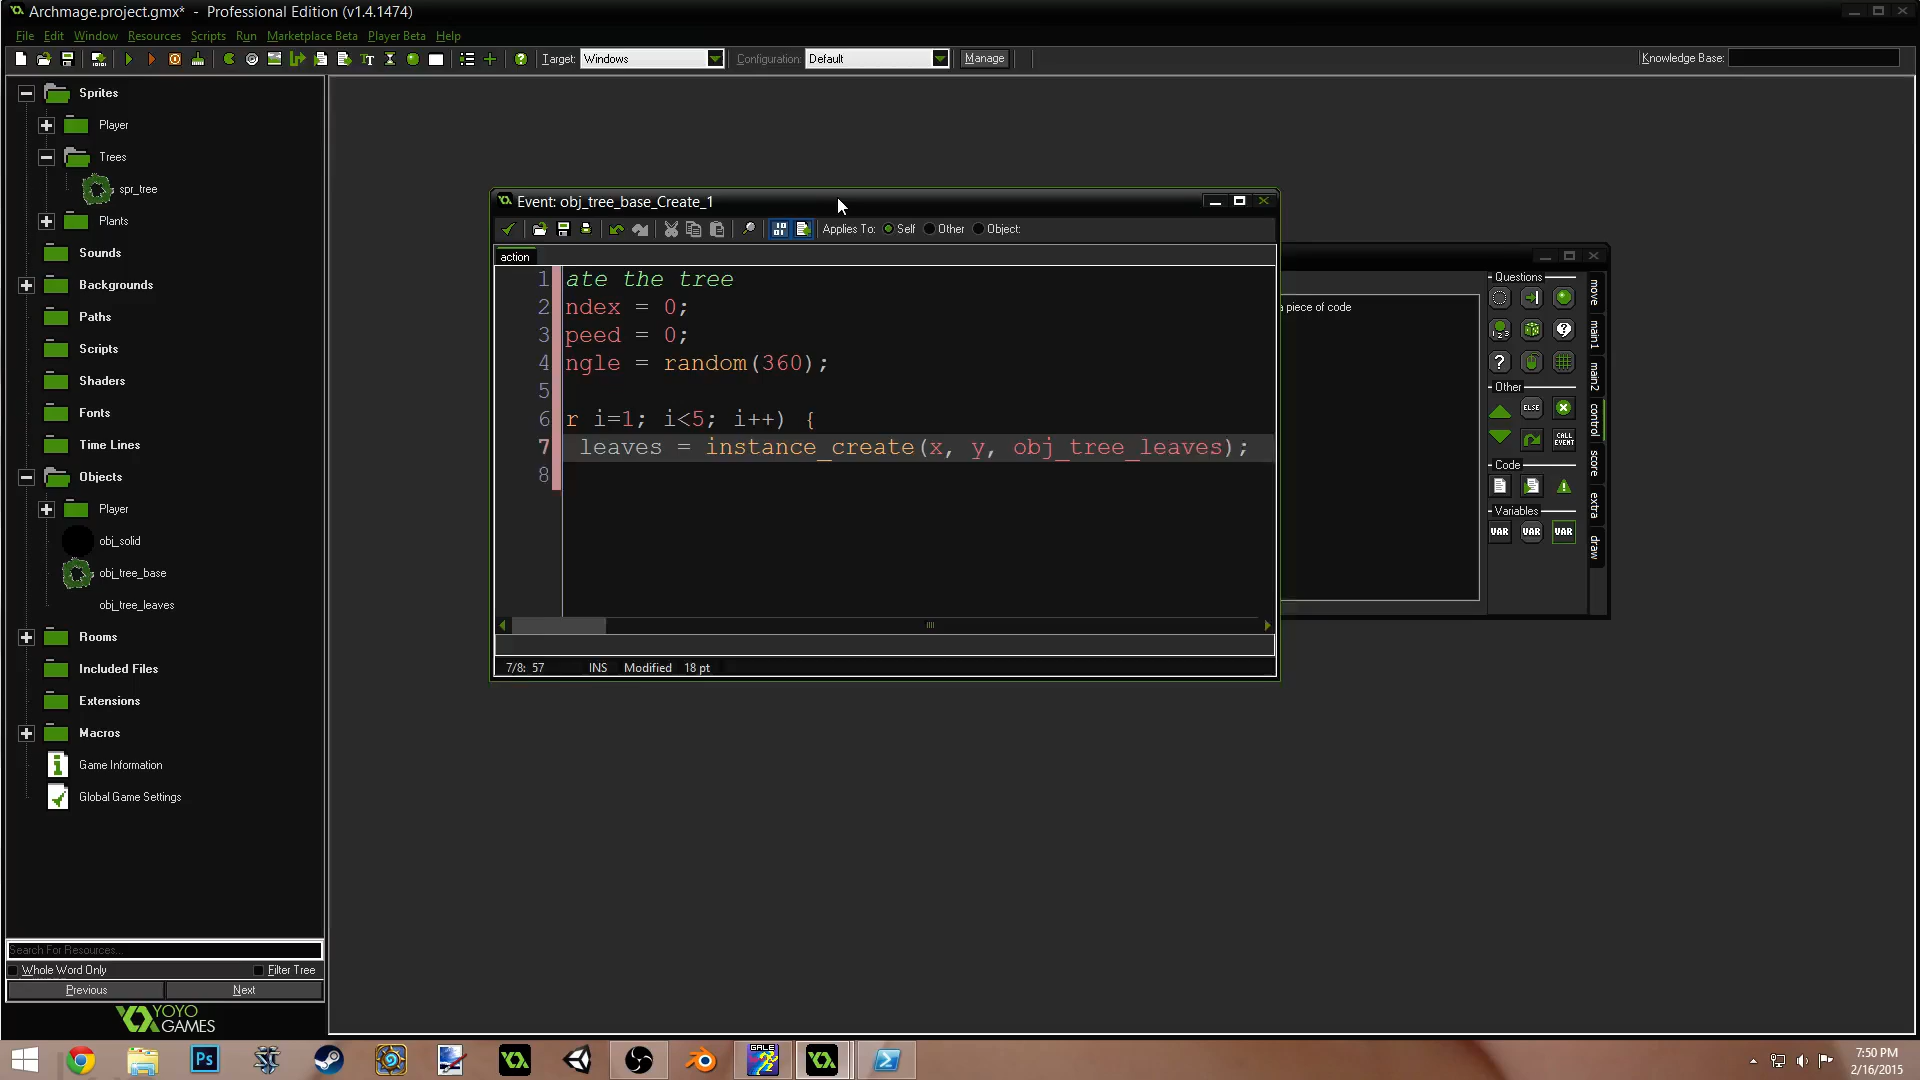 Archmage.project.gmx* - Professional Edition (v1.4.1474)
File Edit Window Resources Scripts Run Marketplace Beta Player Beta Help
Target: Windows Configuration: Default Manage Knowledge Base:
Sprites
Player
Trees
spr_tree
Plants
Sounds
Backgrounds
Paths
Scripts
Shaders
Fonts
Time Lines
Objects
Player
obj_solid
obj_tree_base
obj_tree_leaves
Rooms
Included Files
Extensions
Macros
Game Information
Global Game Settings
Search For Resources...
Whole Word Only Filter Tree
Previous Next
YOYO
GAMES
Event: obj_tree_base_Create_1
Applies To: Self Other Object:
action
1 ate the tree
2 ndex = 0;
3 peed = 0;
4 ngle = random(360);
5
6 r i=1; i<5; i++) {
7 leaves = instance_create(x, y, obj_tree_leaves);
8
7/8: 57 INS Modified 18 pt
a piece of code
Questions
Other
ELSE
CALL
EVENT
Code
Variables
VAR VAR VAR
move
main1
main2
control
score
extra
draw
Ps
GALE
7:50 PM
2/16/2015